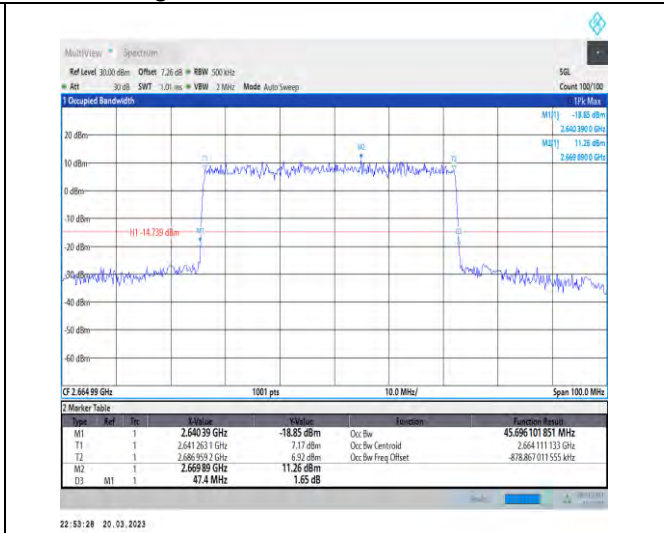 MultiView Spectrum
Ref Level 30.00 dBm Offset 7.26 dB RBW 500 kHz SGL
Att 30 dB SWT 1.01 ms VBW 2 MHz Mode Auto Sweep Count 100/100
1 Occupied Bandwidth 1Pk Max
M1[1] -18.85 dBm
2.640 390 0 GHz
M2[1] 11.26 dBm
2.669 890 0 GHz
20 dBm
M2
T1 T2
10 dBm
0 dBm
-10 dBm
H1 -14.739 dBm M1 D3
-20 dBm
-30 dBm
-40 dBm
-50 dBm
-60 dBm
CF 2.664 99 GHz 1001 pts 10.0 MHz/ Span 100.0 MHz
2 Marker Table
Type Ref Trc X-Value Y-Value Function Function Result
M1 1 2.640 39 GHz -18.85 dBm Occ Bw 45.696 101 851 MHz
T1 1 2.641 263 1 GHz 7.17 dBm Occ Bw Centroid 2.664 111 133 GHz
T2 1 2.686 959 2 GHz 6.92 dBm Occ Bw Freq Offset -878.867 011 555 kHz
M2 1 2.669 89 GHz 11.26 dBm
D3 M1 1 47.4 MHz 1.65 dB
22:53:28 20.03.2023